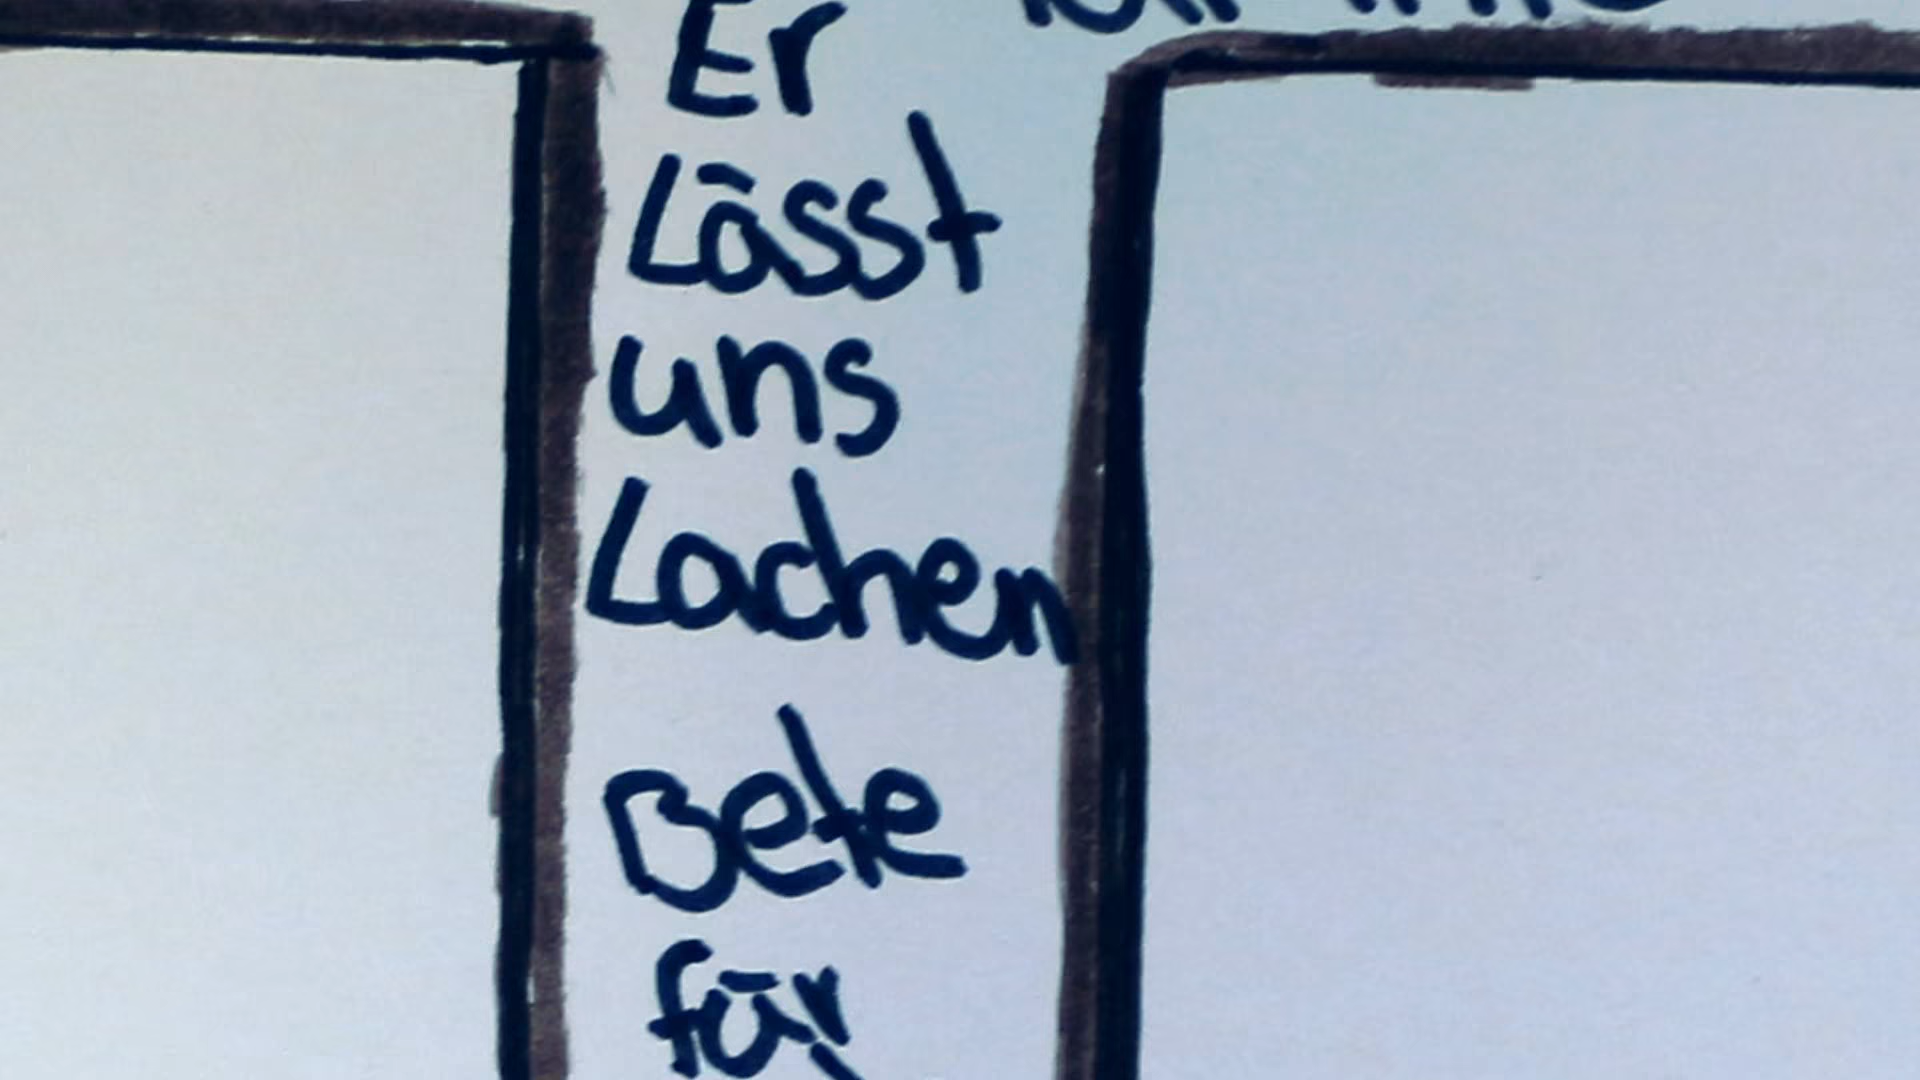 Er
Lässt
uns
Lachen
Bete
für